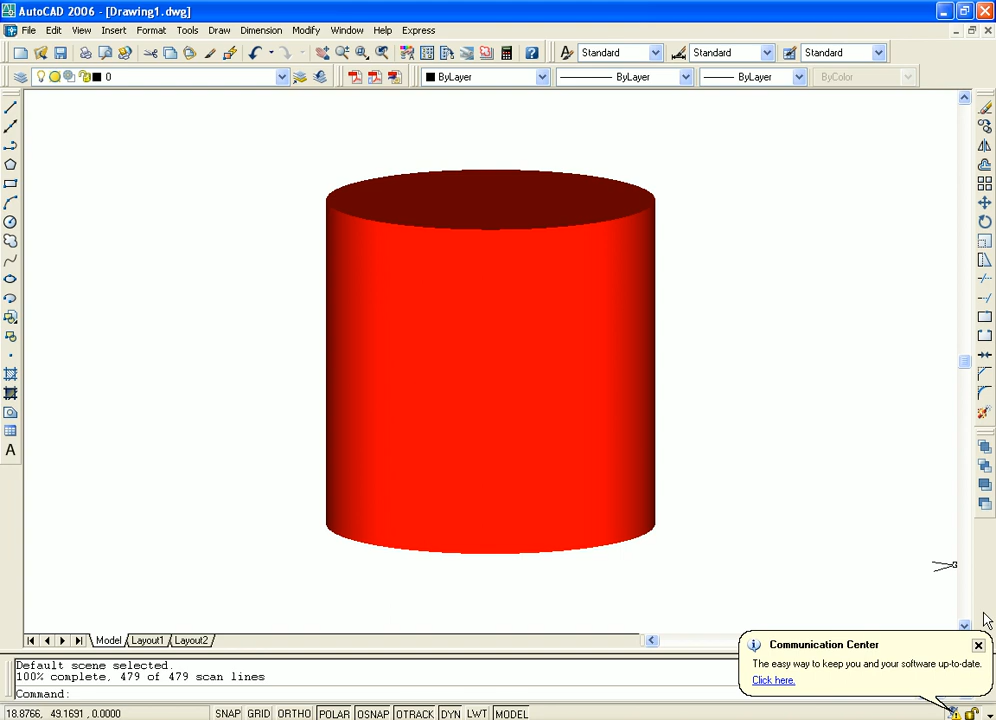 AutoCAD 2006 - [Drawing1.dwg]
File Edit View Insert Format Tools Draw Dimension Modify Window Help Express
Standard Standard Standard
0 ByLayer ByLayer ByLayer ByColor
A
Model Layout1 Layout2
Communication Center
The easy way to keep you and your software up-to-date.
Click here.
Default scene selected.
100% complete, 479 of 479 scan lines
Command:
18.8766, 49.1691, 0.0000 SNAP GRID ORTHO POLAR OSNAP OTRACK DYN LWT MODEL